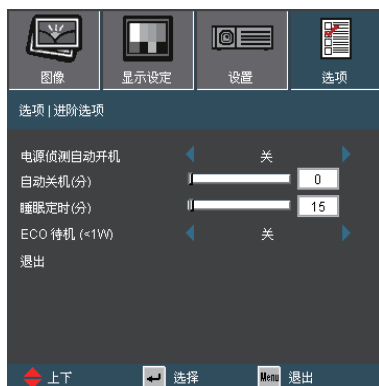 图像 显示设定 设置 选项
选项 | 进阶选项
电源侦测自动开机 关
自动关机(分) 0
睡眠定时(分) 15
ECO 待机 (<1W) 关
退出
上下 选择 Menu 退出